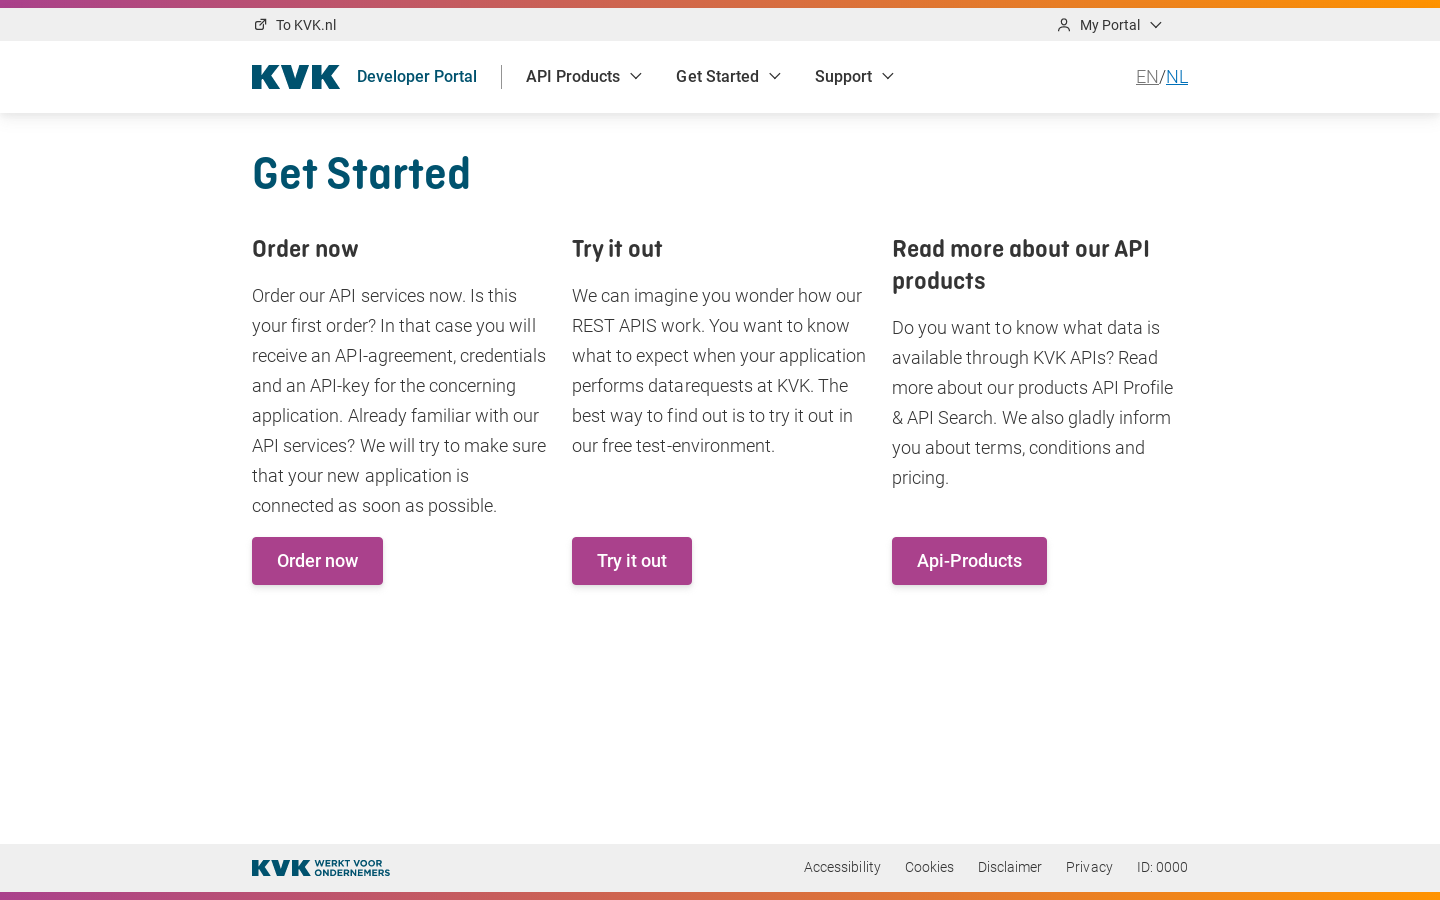 To KVK.nl
My Portal
KVK Developer Portal
API Products
Get Started
Support
EN/NL
Get Started
Order now
Order our API services now. Is this
your first order? In that case you will
receive an API-agreement, credentials
and an API-key for the concerning
application. Already familiar with our
API services? We will try to make sure
that your new application is
connected as soon as possible.
Order now
Try it out
We can imagine you wonder how our
REST APIS work. You want to know
what to expect when your application
performs datarequests at KVK. The
best way to find out is to try it out in
our free test-environment.
Try it out
Read more about our API
products
Do you want to know what data is
available through KVK APIs? Read
more about our products API Profile
& API Search. We also gladly inform
you about terms, conditions and
pricing.
Api-Products
KVK WERKT VOOR
ONDERNEMERS
Accessibility
Cookies
Disclaimer
Privacy
ID: 0000